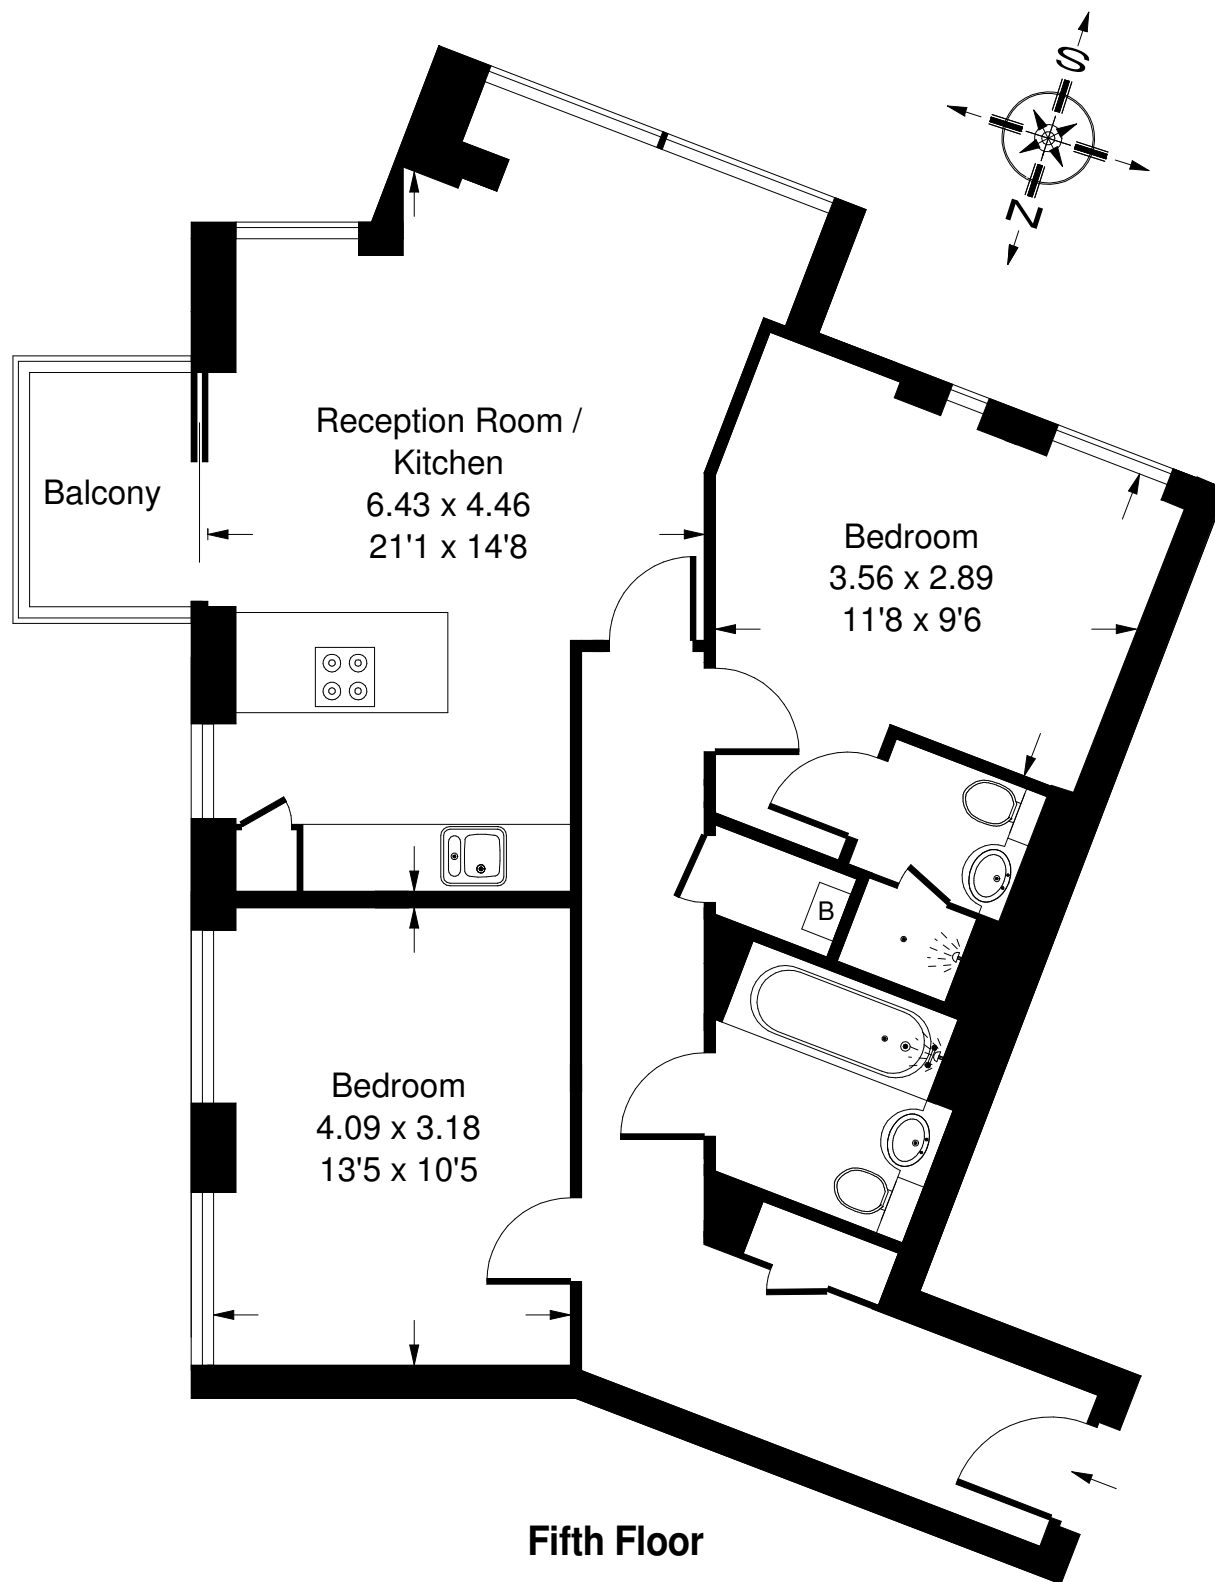 S
N
Reception Room /
Kitchen
6.43 x 4.46
21'1 x 14'8
Balcony
Bedroom
3.56 x 2.89
11'8 x 9'6
B
Bedroom
4.09 x 3.18
13'5 x 10'5
Fifth Floor